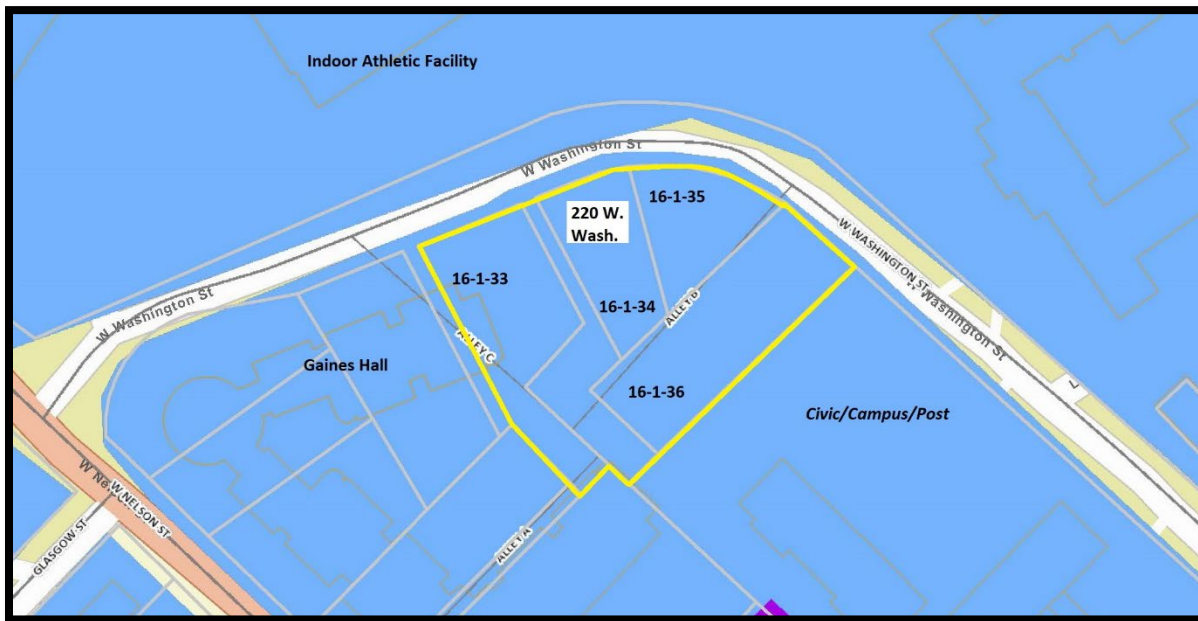 Indoor Athletic Facility
W Washington St
16-1-35
220 W.
Wash.
W WASHINGTON ST
W Washington St
16-1-33
W Washington St
16-1-34
ALLEY D
ALLEY C
Gaines Hall
16-1-36
Civic/Campus/Post
W NELSON ST
GLASGOW ST
ALLEY A